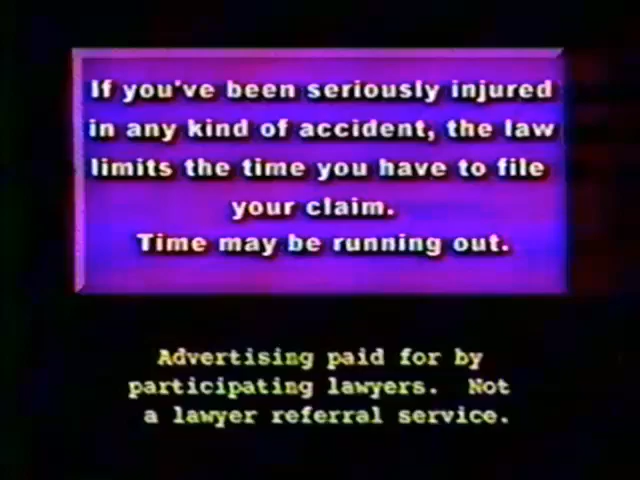 If you've been seriously injured
in any kind of accident, the law
limits the time you have to file
your claim.
Time may be running out.
Advertising paid for by
participating lawyers.  Not
a lawyer referral service.